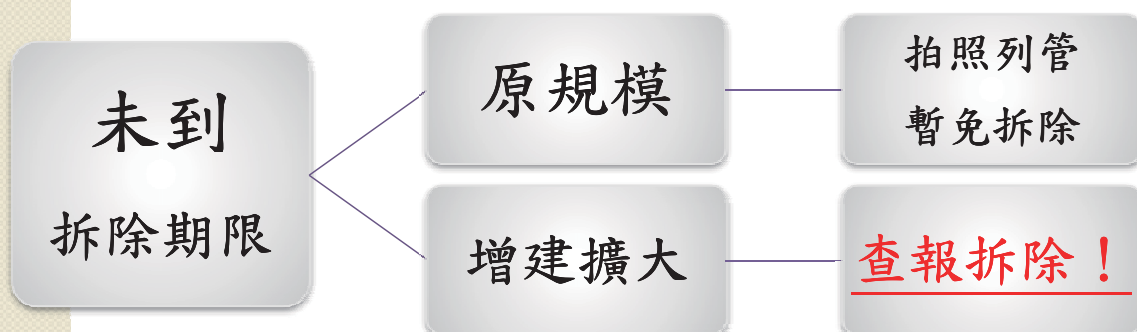 未到
拆除期限
原規模
拍照列管
暫免拆除
增建擴大
查報拆除！